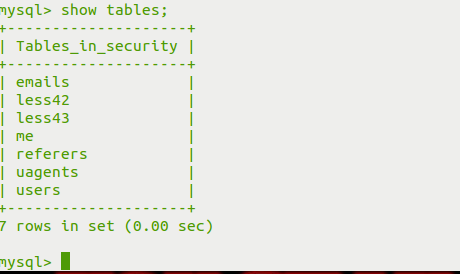 mysql> show tables;
+--------------------+
| Tables_in_security |
+--------------------+
| emails             |
| less42             |
| less43             |
| me                 |
| referers           |
| uagents            |
| users              |
+--------------------+
7 rows in set (0.00 sec)
mysql>